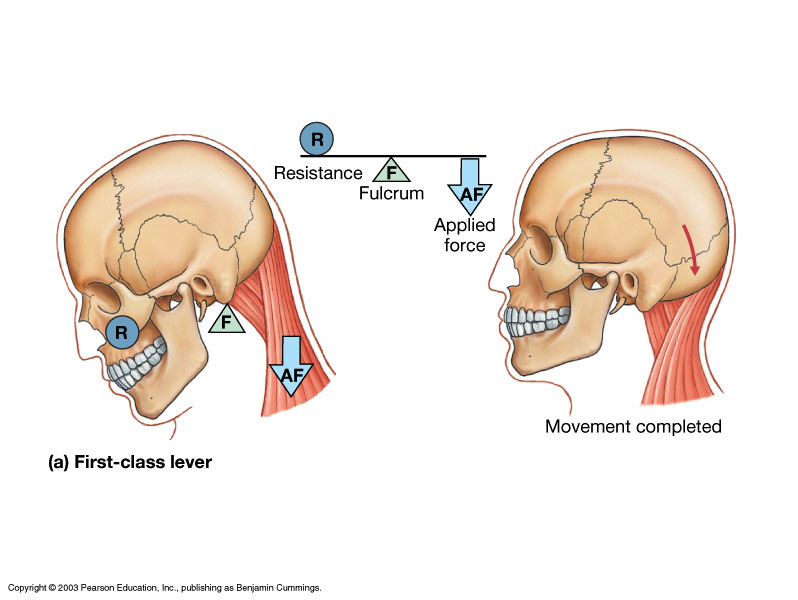 R
Resistance
F
Fulcrum
AF
Applied
force
R
F
AF
Movement completed
(a) First-class lever
Copyright © 2003 Pearson Education, Inc., publishing as Benjamin Cummings.